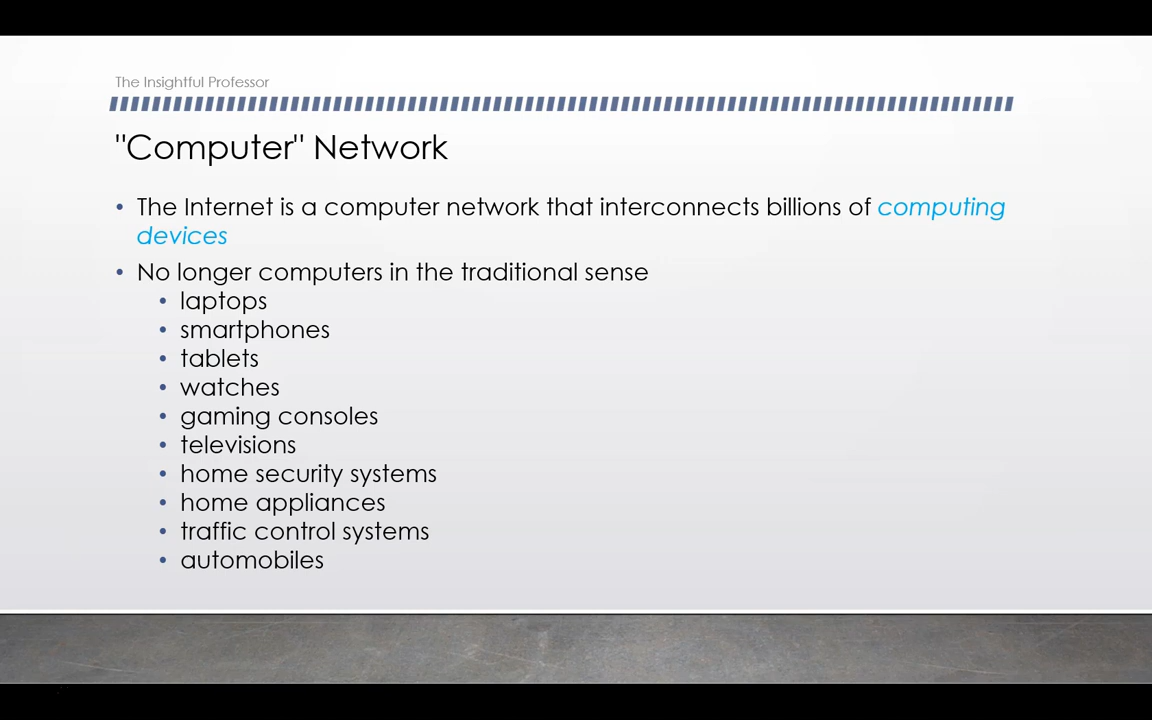 The Insightful Professor
"Computer" Network
• The Internet is a computer network that interconnects billions of computing
devices
• No longer computers in the traditional sense
• laptops
• smartphones
• tablets
• watches
• gaming consoles
• televisions
• home security systems
• home appliances
• traffic control systems
• automobiles